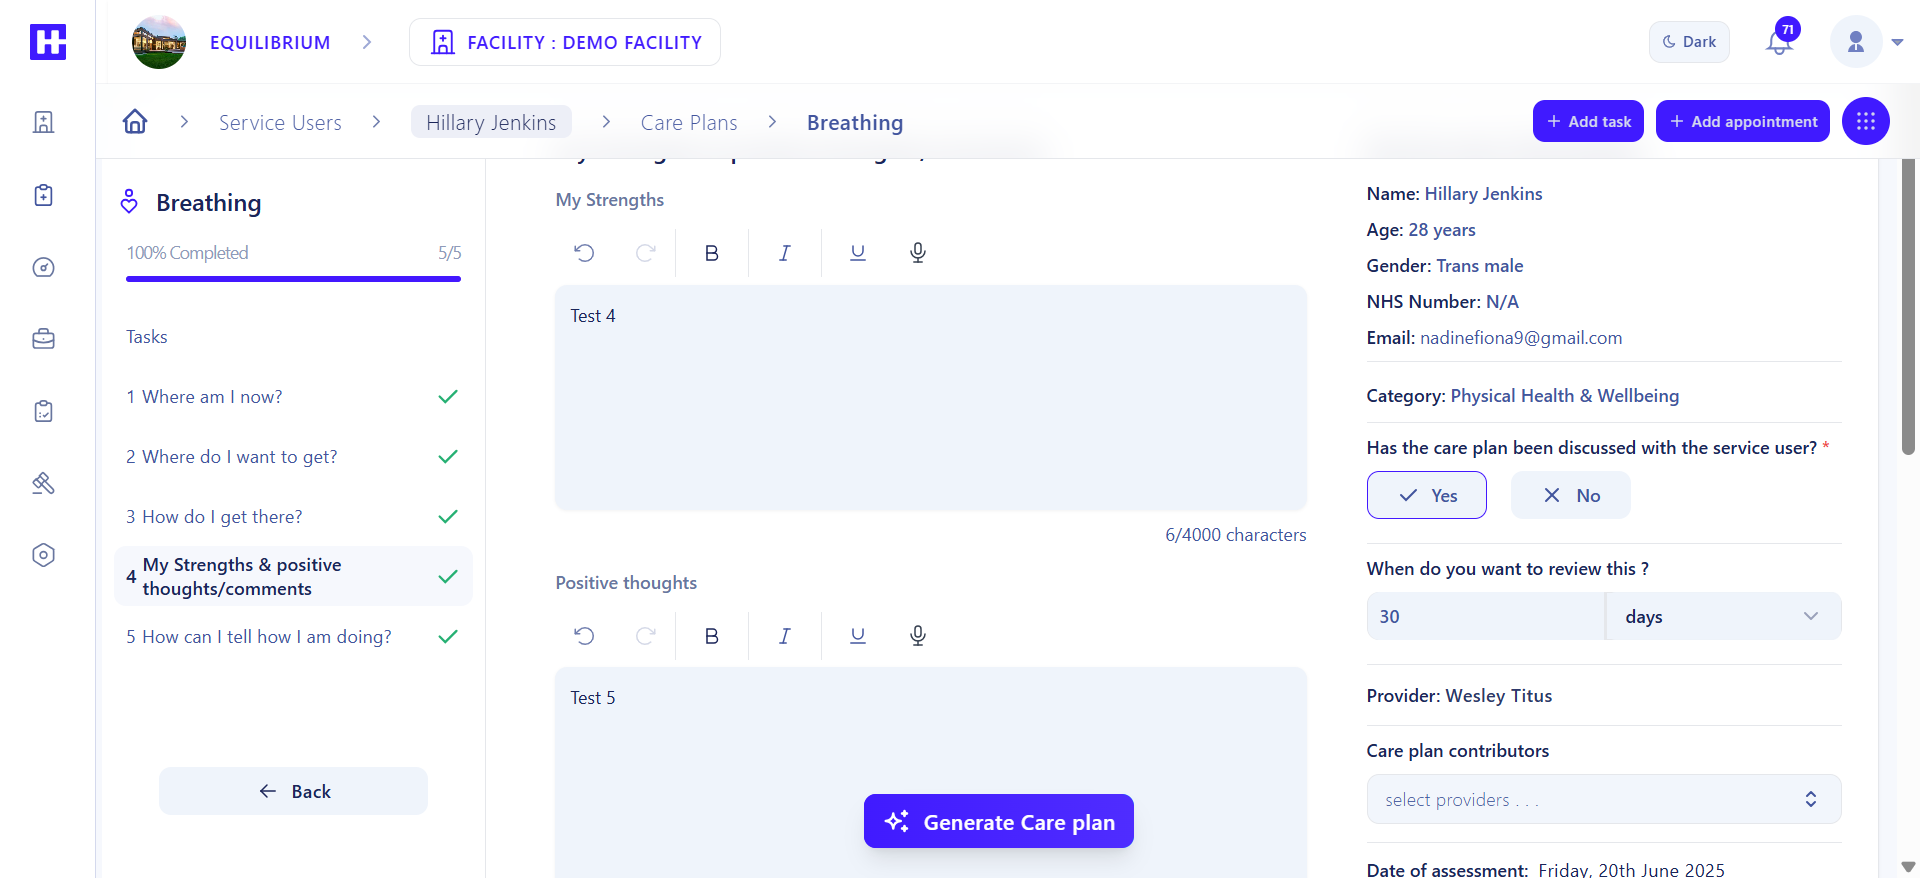 EQUILIBRIUM
FACILITY : DEMO FACILITY
Dark
71
Service Users
Hillary Jenkins
Care Plans
Breathing
+ Add task
+ Add appointment
Breathing
100% Completed
5/5
Tasks
1 Where am I now?
2 Where do I want to get?
3 How do I get there?
4 My Strengths & positive
thoughts/comments
5 How can I tell how I am doing?
Back
My Strengths
B I U
Test 4
6/4000 characters
Positive thoughts
B I U
Test 5
Generate Care plan
Name: Hillary Jenkins
Age: 28 years
Gender: Trans male
NHS Number: N/A
Email: nadinefiona9@gmail.com
Category: Physical Health & Wellbeing
Has the care plan been discussed with the service user? *
Yes
No
When do you want to review this ?
30
days
Provider: Wesley Titus
Care plan contributors
select providers . . .
Date of assessment: Friday, 20th June 2025